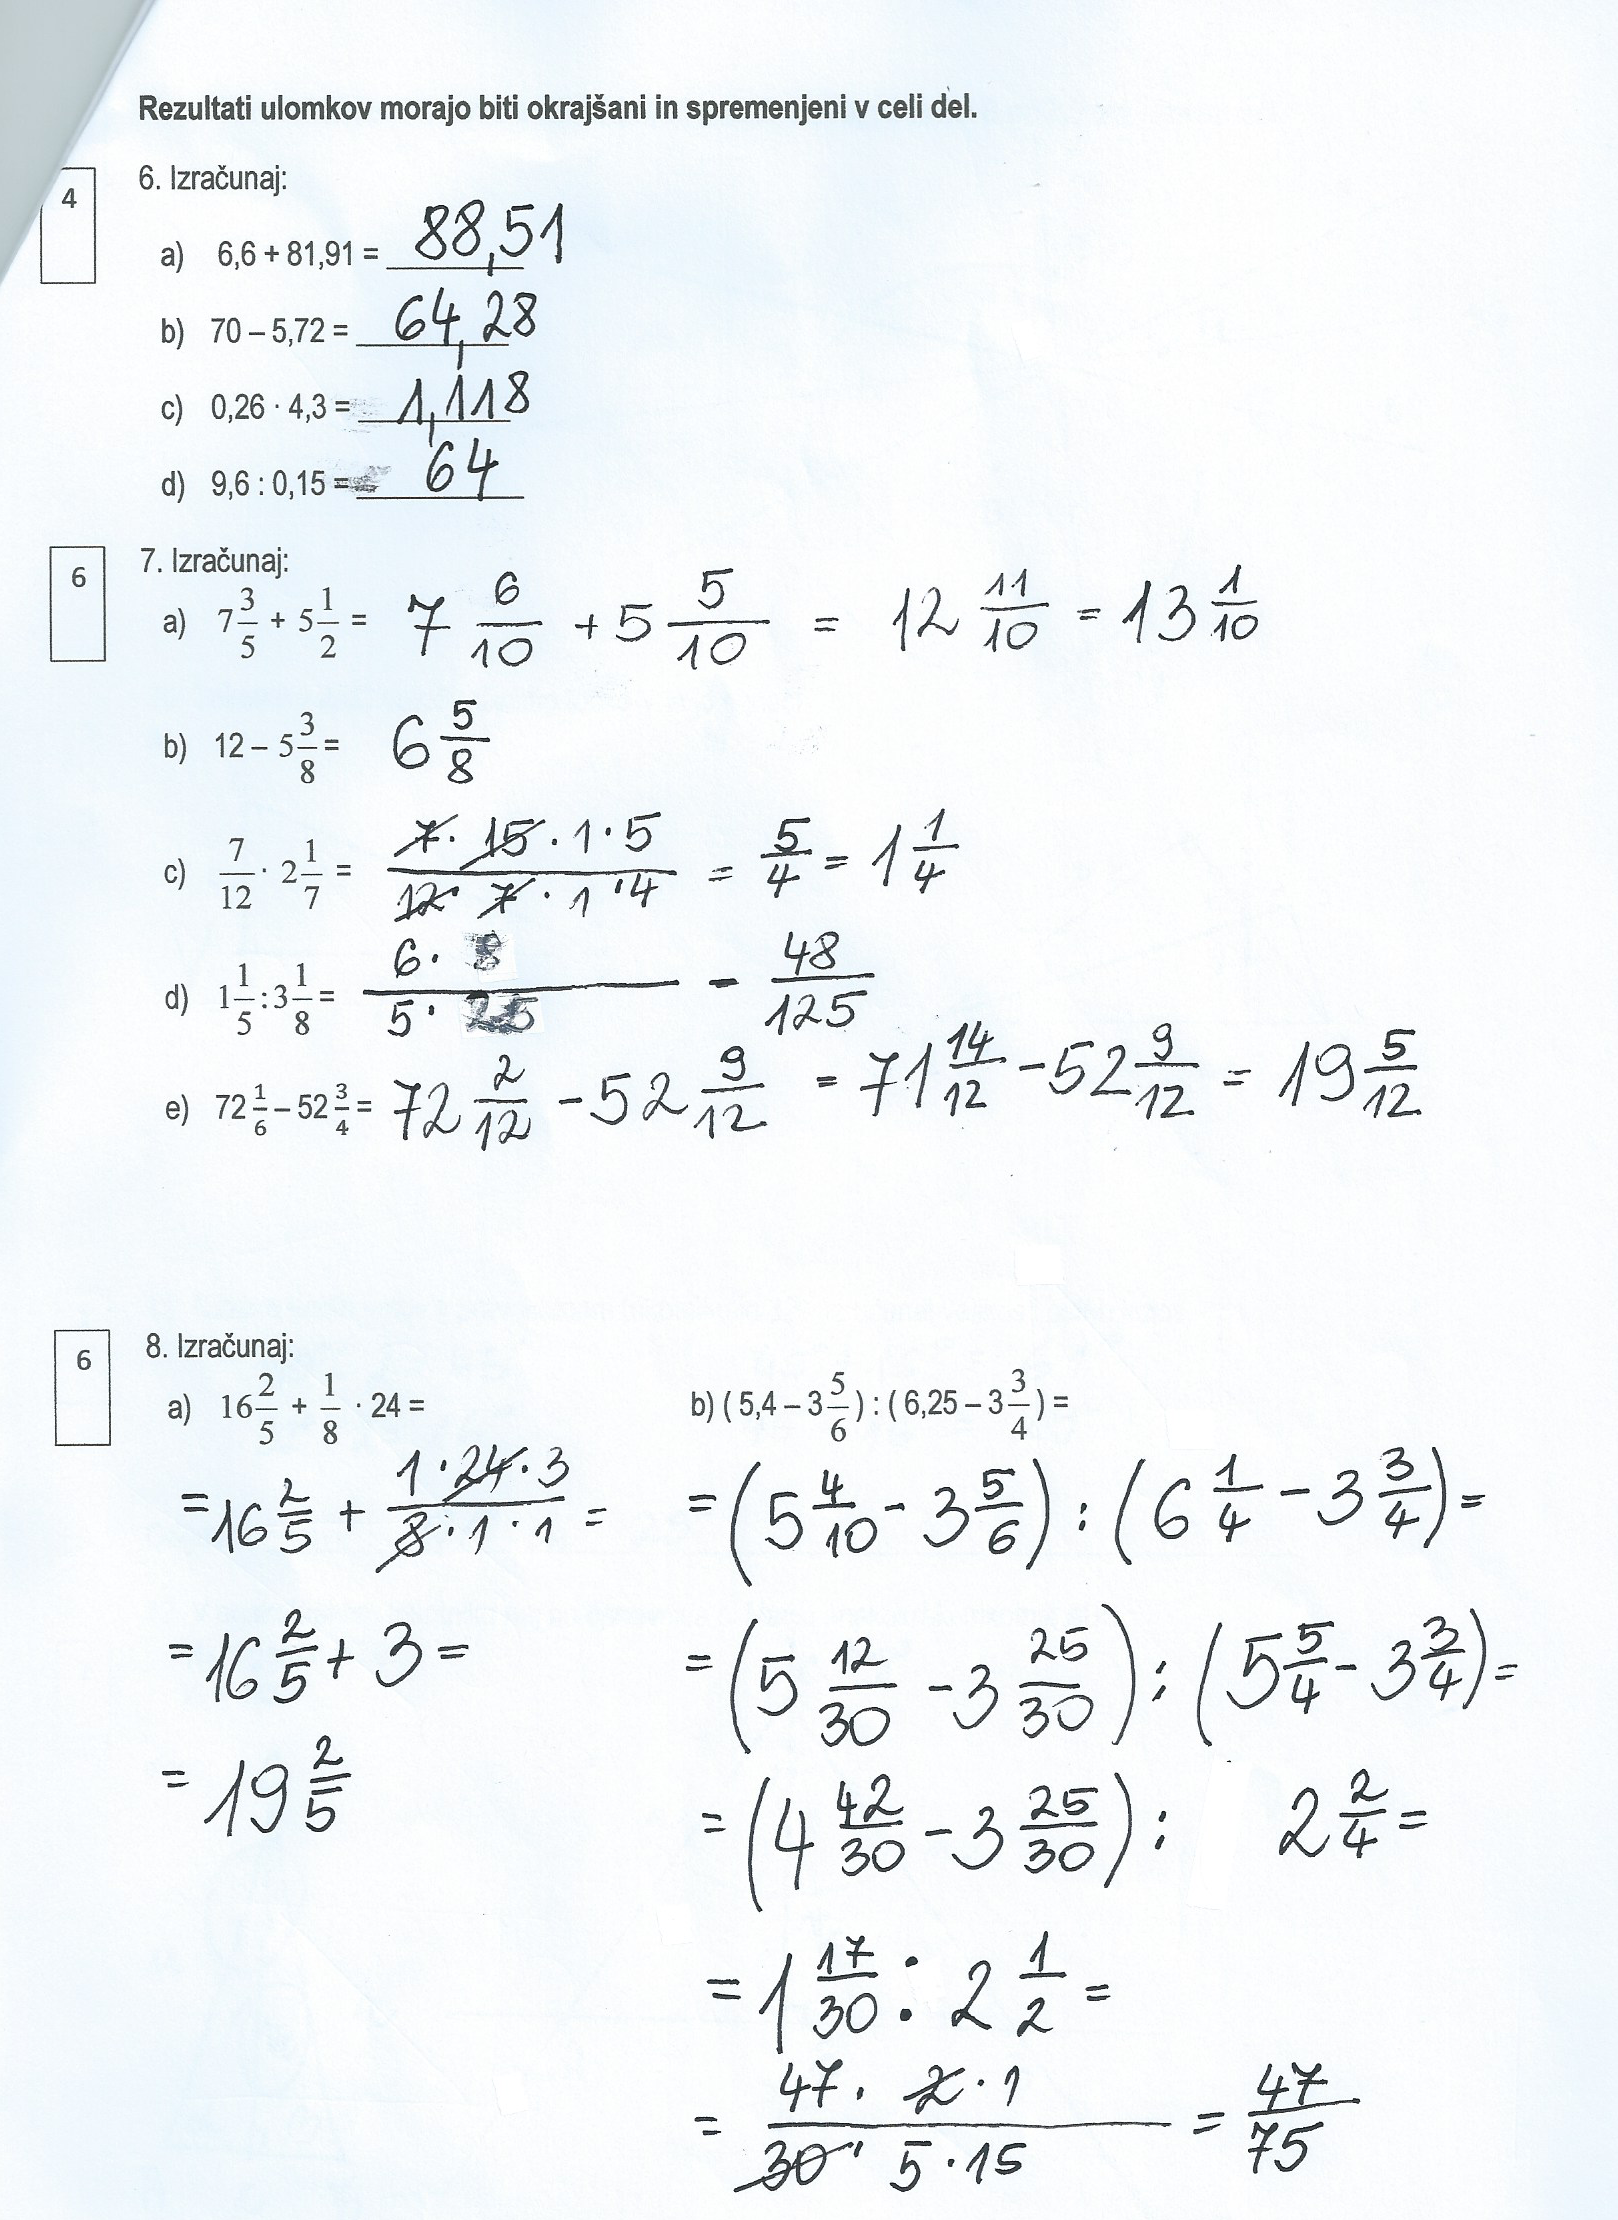 Rezultati ulomkov morajo biti okrajšani in spremenjeni v celi del.
4
6. Izračunaj:
a) 6,6 + 81,91 = 88,51
b) 70 – 5,72 = 64,28
c) 0,26 · 4,3 = 1,118
d) 9,6 : 0,15 = 64
6
7. Izračunaj:
a) 7 3/5 + 5 1/2 = 7 6/10 + 5 5/10 = 12 11/10 = 13 1/10
b) 12 – 5 3/8 = 6 5/8
c) 7/12 · 2 1/7 = 7 · 15 · 1 · 5 / 12 · 7 · 1 · 4 = 5/4 = 1 1/4
d) 1 1/5 : 3 1/8 = 6 · 8 / 5 · 25 = 48/125
e) 72 1/6 – 52 3/4 = 72 2/12 – 52 9/12 = 71 14/12 – 52 9/12 = 19 5/12
6
8. Izračunaj:
a) 16 2/5 + 1/8 · 24 =
= 16 2/5 + 1 · 24 · 3 / 8 · 1 · 1 =
= 16 2/5 + 3 =
= 19 2/5
b) ( 5,4 – 3 5/6 ) : ( 6,25 – 3 3/4 ) =
= ( 5 4/10 – 3 5/6 ) : ( 6 1/4 – 3 3/4 ) =
= ( 5 12/30 – 3 25/30 ) : ( 5 5/4 – 3 3/4 ) =
= ( 4 42/30 – 3 25/30 ) : 2 2/4 =
= 1 17/30 : 2 1/2 =
= 47 · 2 · 1 / 30 · 5 · 15 = 47/75